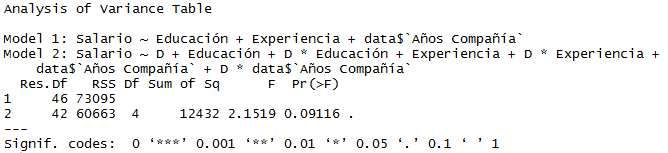 Analysis of Variance Table
Model 1: Salario ~ Educación + Experiencia + data$`Años Compañía`
Model 2: Salario ~ D + Educación + D * Educación + Experiencia + D * Experiencia +
    data$`Años Compañía` + D * data$`Años Compañía`
  Res.Df   RSS Df Sum of Sq      F  Pr(>F)
1     46 73095
2     42 60663  4     12432 2.1519 0.09116 .
---
Signif. codes:  0 ‘***’ 0.001 ‘**’ 0.01 ‘*’ 0.05 ‘.’ 0.1 ‘ ’ 1